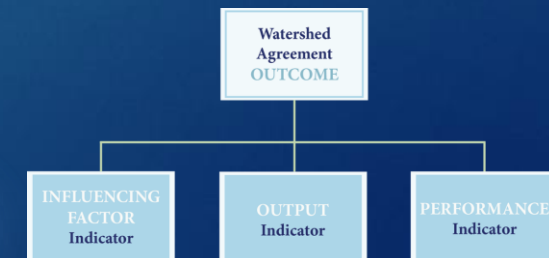 Watershed
Agreement
OUTCOME
INFLUENCING
FACTOR
Indicator
OUTPUT
Indicator
PERFORMANCE
Indicator